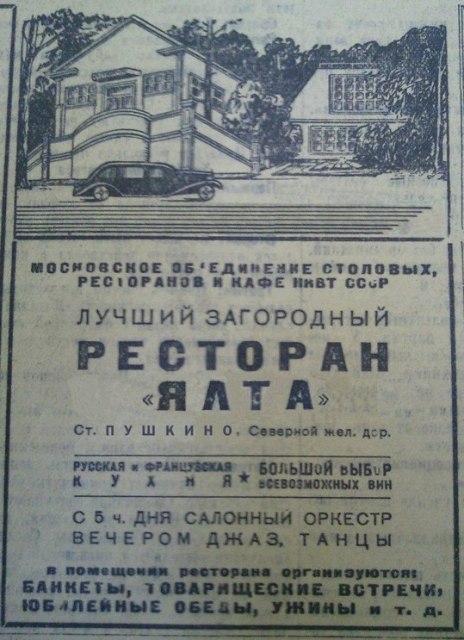 МОСКОВСКОЕ ОБ'ЕДИНЕНИЕ СТОЛОВЫХ,
РЕСТОРАНОВ И КАФЕ НКВТ СССР
ЛУЧШИЙ ЗАГОРОДНЫЙ
РЕСТОРАН
«ЯЛТА»
Ст. ПУШКИНО, Северной жел. дор.
РУССКАЯ и ФРАНЦУЗСКАЯ
КУХНЯ ★
БОЛЬШОЙ ВЫБОР
ВСЕВОЗМОЖНЫХ ВИН
С 5 ч. ДНЯ САЛОННЫЙ ОРКЕСТР
ВЕЧЕРОМ ДЖАЗ, ТАНЦЫ
в помещении ресторана организуются:
БАНКЕТЫ, ТОВАРИЩЕСКИЕ ВСТРЕЧИ,
ЮБИЛЕЙНЫЕ ОБЕДЫ, УЖИНЫ и т. д.